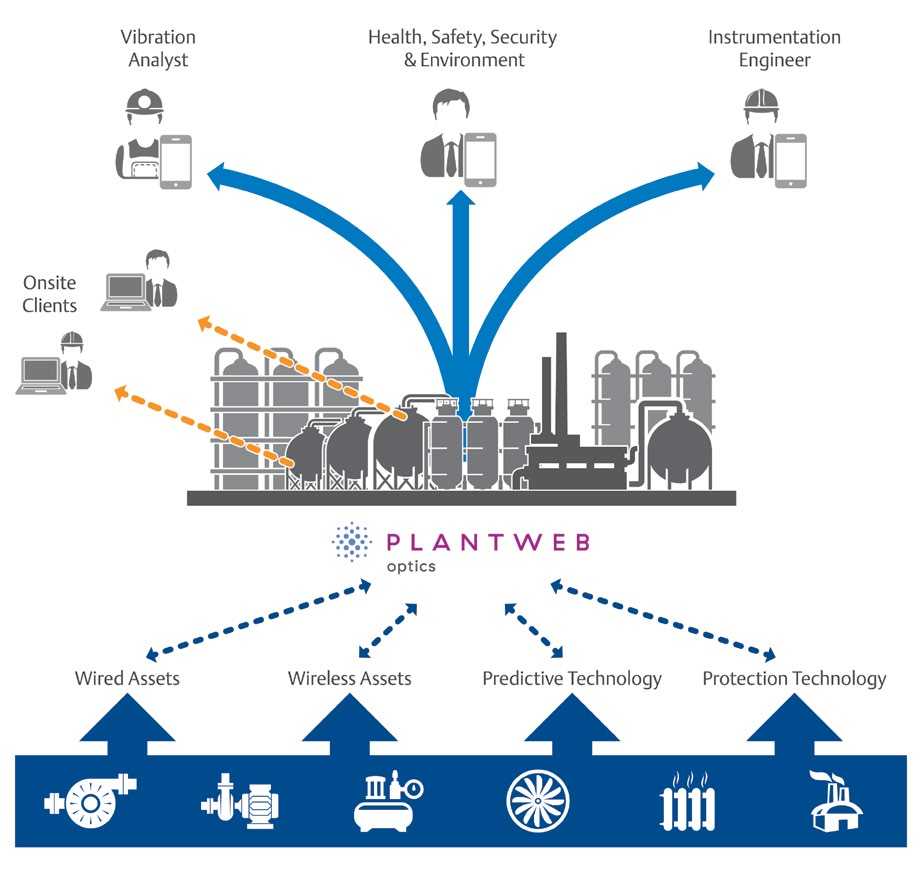 Vibration
Analyst
Health, Safety, Security
& Environment
Instrumentation
Engineer
Onsite
Clients
PLANTWEB
optics
Wired Assets
Wireless Assets
Predictive Technology
Protection Technology